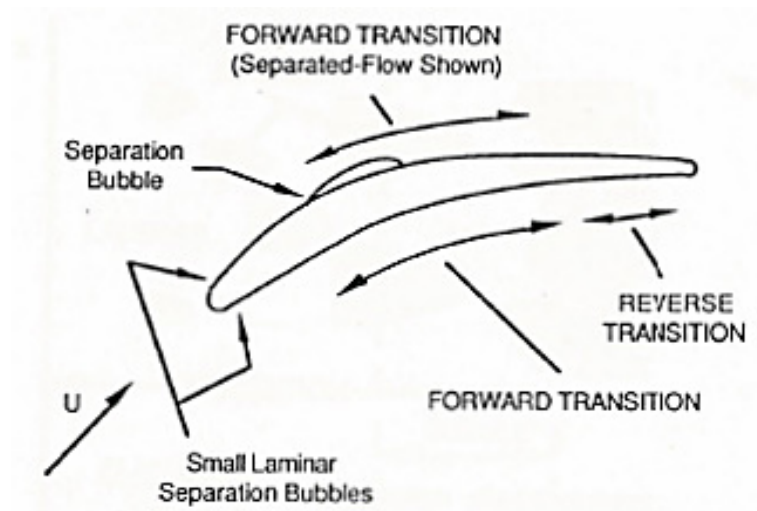 FORWARD TRANSITION
(Separated-Flow Shown)
Separation
Bubble
REVERSE
TRANSITION
FORWARD TRANSITION
U
Small Laminar
Separation Bubbles